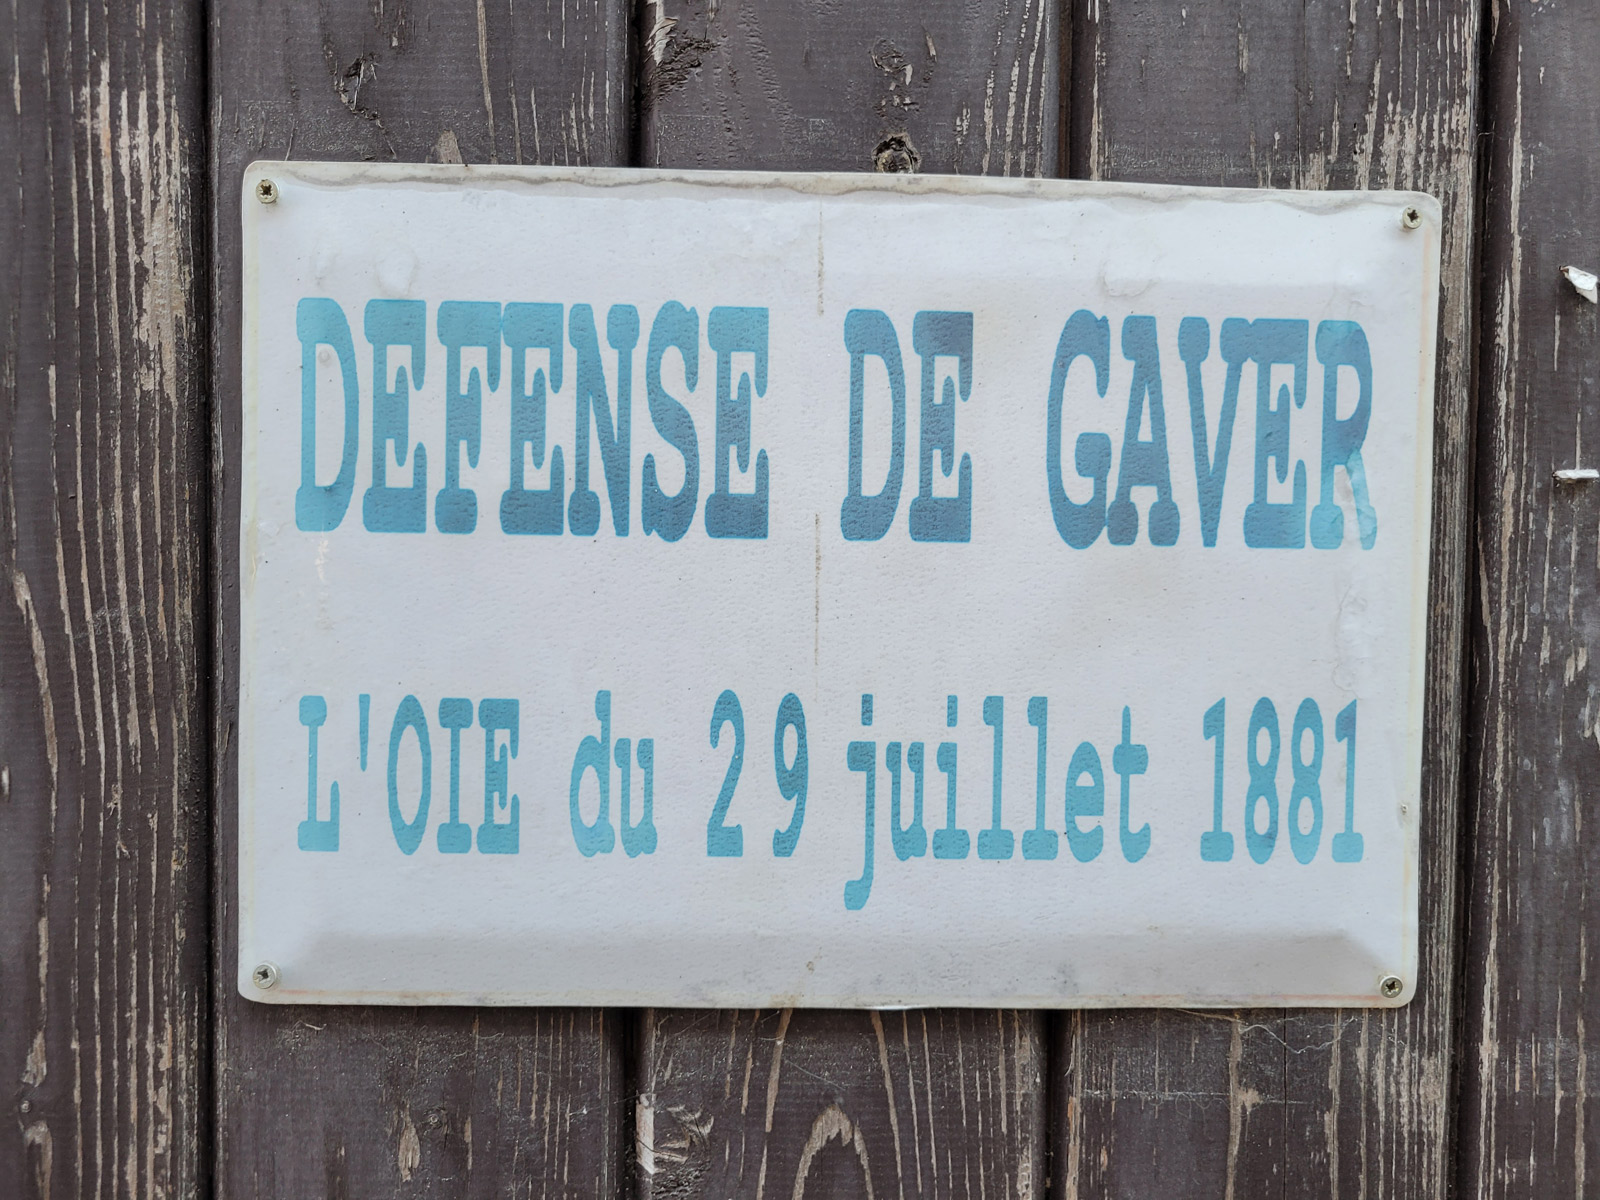 DEFENSE DE GAVER
L'OIE du 29 juillet 1881